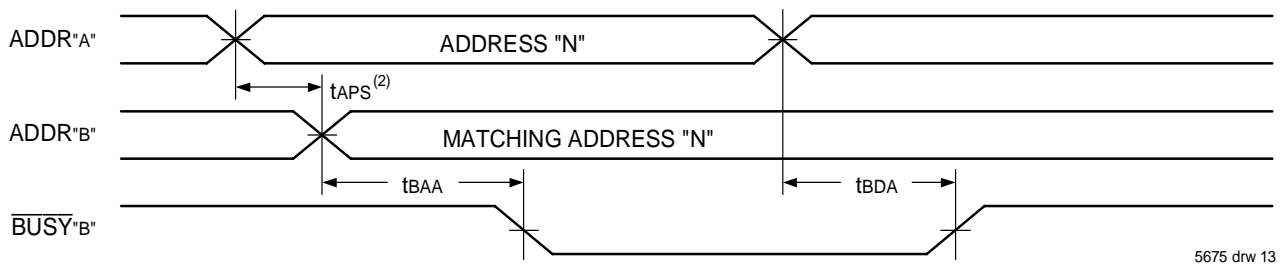 ADDR"A"
ADDRESS "N"
tAPS(2)
ADDR"B"
MATCHING ADDRESS "N"
tBAA
tBDA
BUSY"B"
5675 drw 13